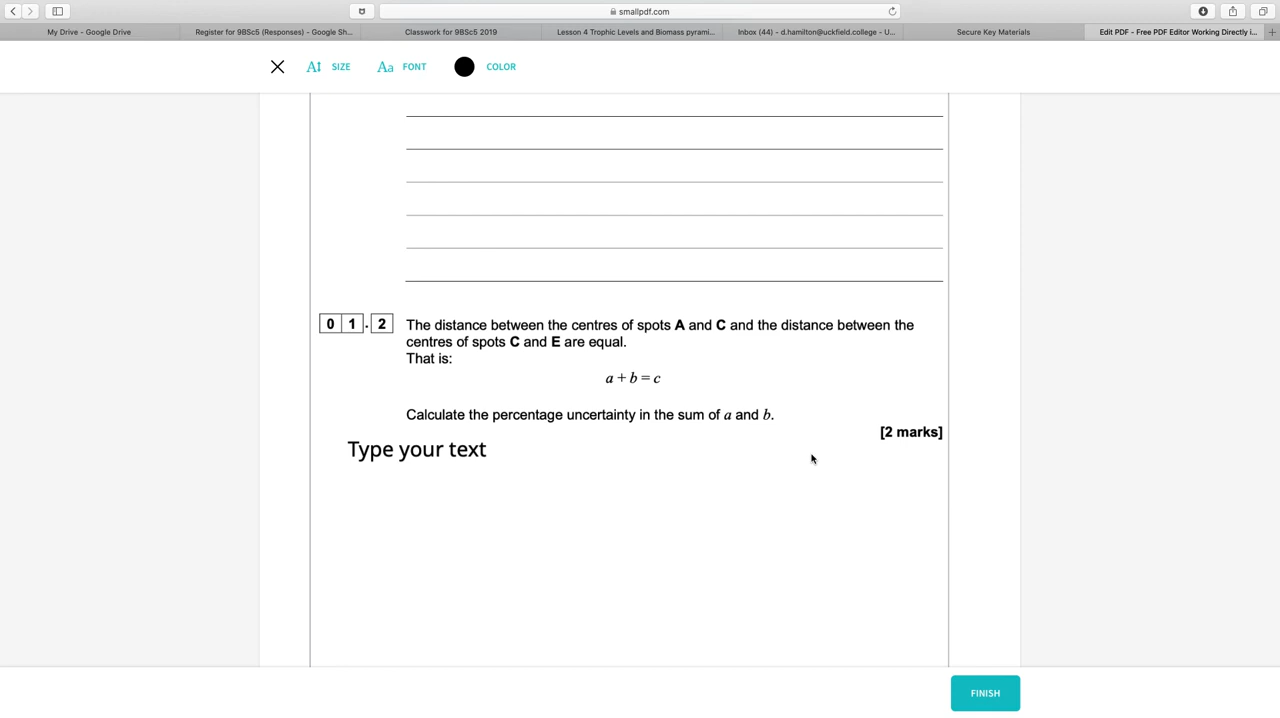 smallpdf.com
My Drive - Google Drive
Register for 9BSc5 (Responses) - Google Sh...
Classwork for 9BSc5 2019
Lesson 4 Trophic Levels and Biomass pyrami...
Inbox (44) - d.hamilton@uckfield.college - U...
Secure Key Materials
Edit PDF - Free PDF Editor Working Directly i...
SIZE
Aa FONT
COLOR
0 1 . 2 The distance between the centres of spots A and C and the distance between the
centres of spots C and E are equal.
That is:
a + b = c
Calculate the percentage uncertainty in the sum of a and b.
[2 marks]
Type your text
FINISH